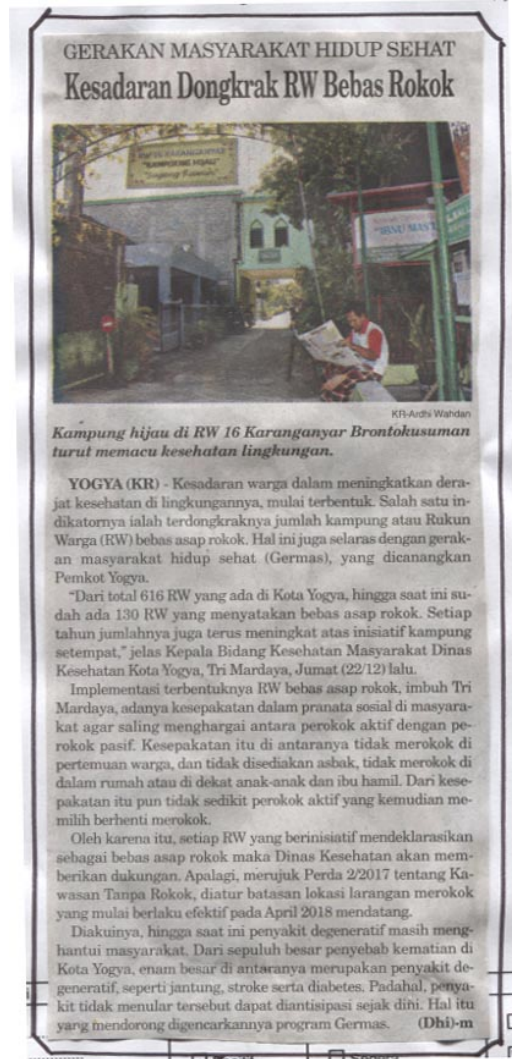 GERAKAN MASYARAKAT HIDUP SEHAT
Kesadaran Dongkrak RW Bebas Rokok
"KAMPOENG HIJAU"
"IBNU MAS
KR-Ardhi Wahdan
Kampung hijau di RW 16 Karanganyar Brontokusuman
turut memacu kesehatan lingkungan.
YOGYA (KR) - Kesadaran warga dalam meningkatkan dera-
jat kesehatan di lingkungannya, mulai terbentuk. Salah satu in-
dikatornya ialah terdongkraknya jumlah kampung atau Rukun
Warga (RW) bebas asap rokok. Hal ini juga selaras dengan gerak-
an masyarakat hidup sehat (Germas), yang dicanangkan
Pemkot Yogya.
"Dari total 616 RW yang ada di Kota Yogya, hingga saat ini su-
dah ada 130 RW yang menyatakan bebas asap rokok. Setiap
tahun jumlahnya juga terus meningkat atas inisiatif kampung
setempat," jelas Kepala Bidang Kesehatan Masyarakat Dinas
Kesehatan Kota Yogya, Tri Mardaya, Jumat (22/12) lalu.
Implementasi terbentuknya RW bebas asap rokok, imbuh Tri
Mardaya, adanya kesepakatan dalam pranata sosial di masyara-
kat agar saling menghargai antara perokok aktif dengan pe-
rokok pasif. Kesepakatan itu di antaranya tidak merokok di
pertemuan warga, dan tidak disediakan asbak, tidak merokok di
dalam rumah atau di dekat anak-anak dan ibu hamil. Dari kese-
pakatan itu pun tidak sedikit perokok aktif yang kemudian me-
milih berhenti merokok.
Oleh karena itu, setiap RW yang berinisiatif mendeklarasikan
sebagai bebas asap rokok maka Dinas Kesehatan akan mem-
berikan dukungan. Apalagi, merujuk Perda 2/2017 tentang Ka-
wasan Tanpa Rokok, diatur batasan lokasi larangan merokok
yang mulai berlaku efektif pada April 2018 mendatang.
Diakuinya, hingga saat ini penyakit degeneratif masih meng-
hantui masyarakat. Dari sepuluh besar penyebab kematian di
Kota Yogya, enam besar di antaranya merupakan penyakit de-
generatif, seperti jantung, stroke serta diabetes. Padahal, penya-
kit tidak menular tersebut dapat diantisipasi sejak dini. Hal itu
yang mendorong digencarkannya program Germas. (Dhi)-m